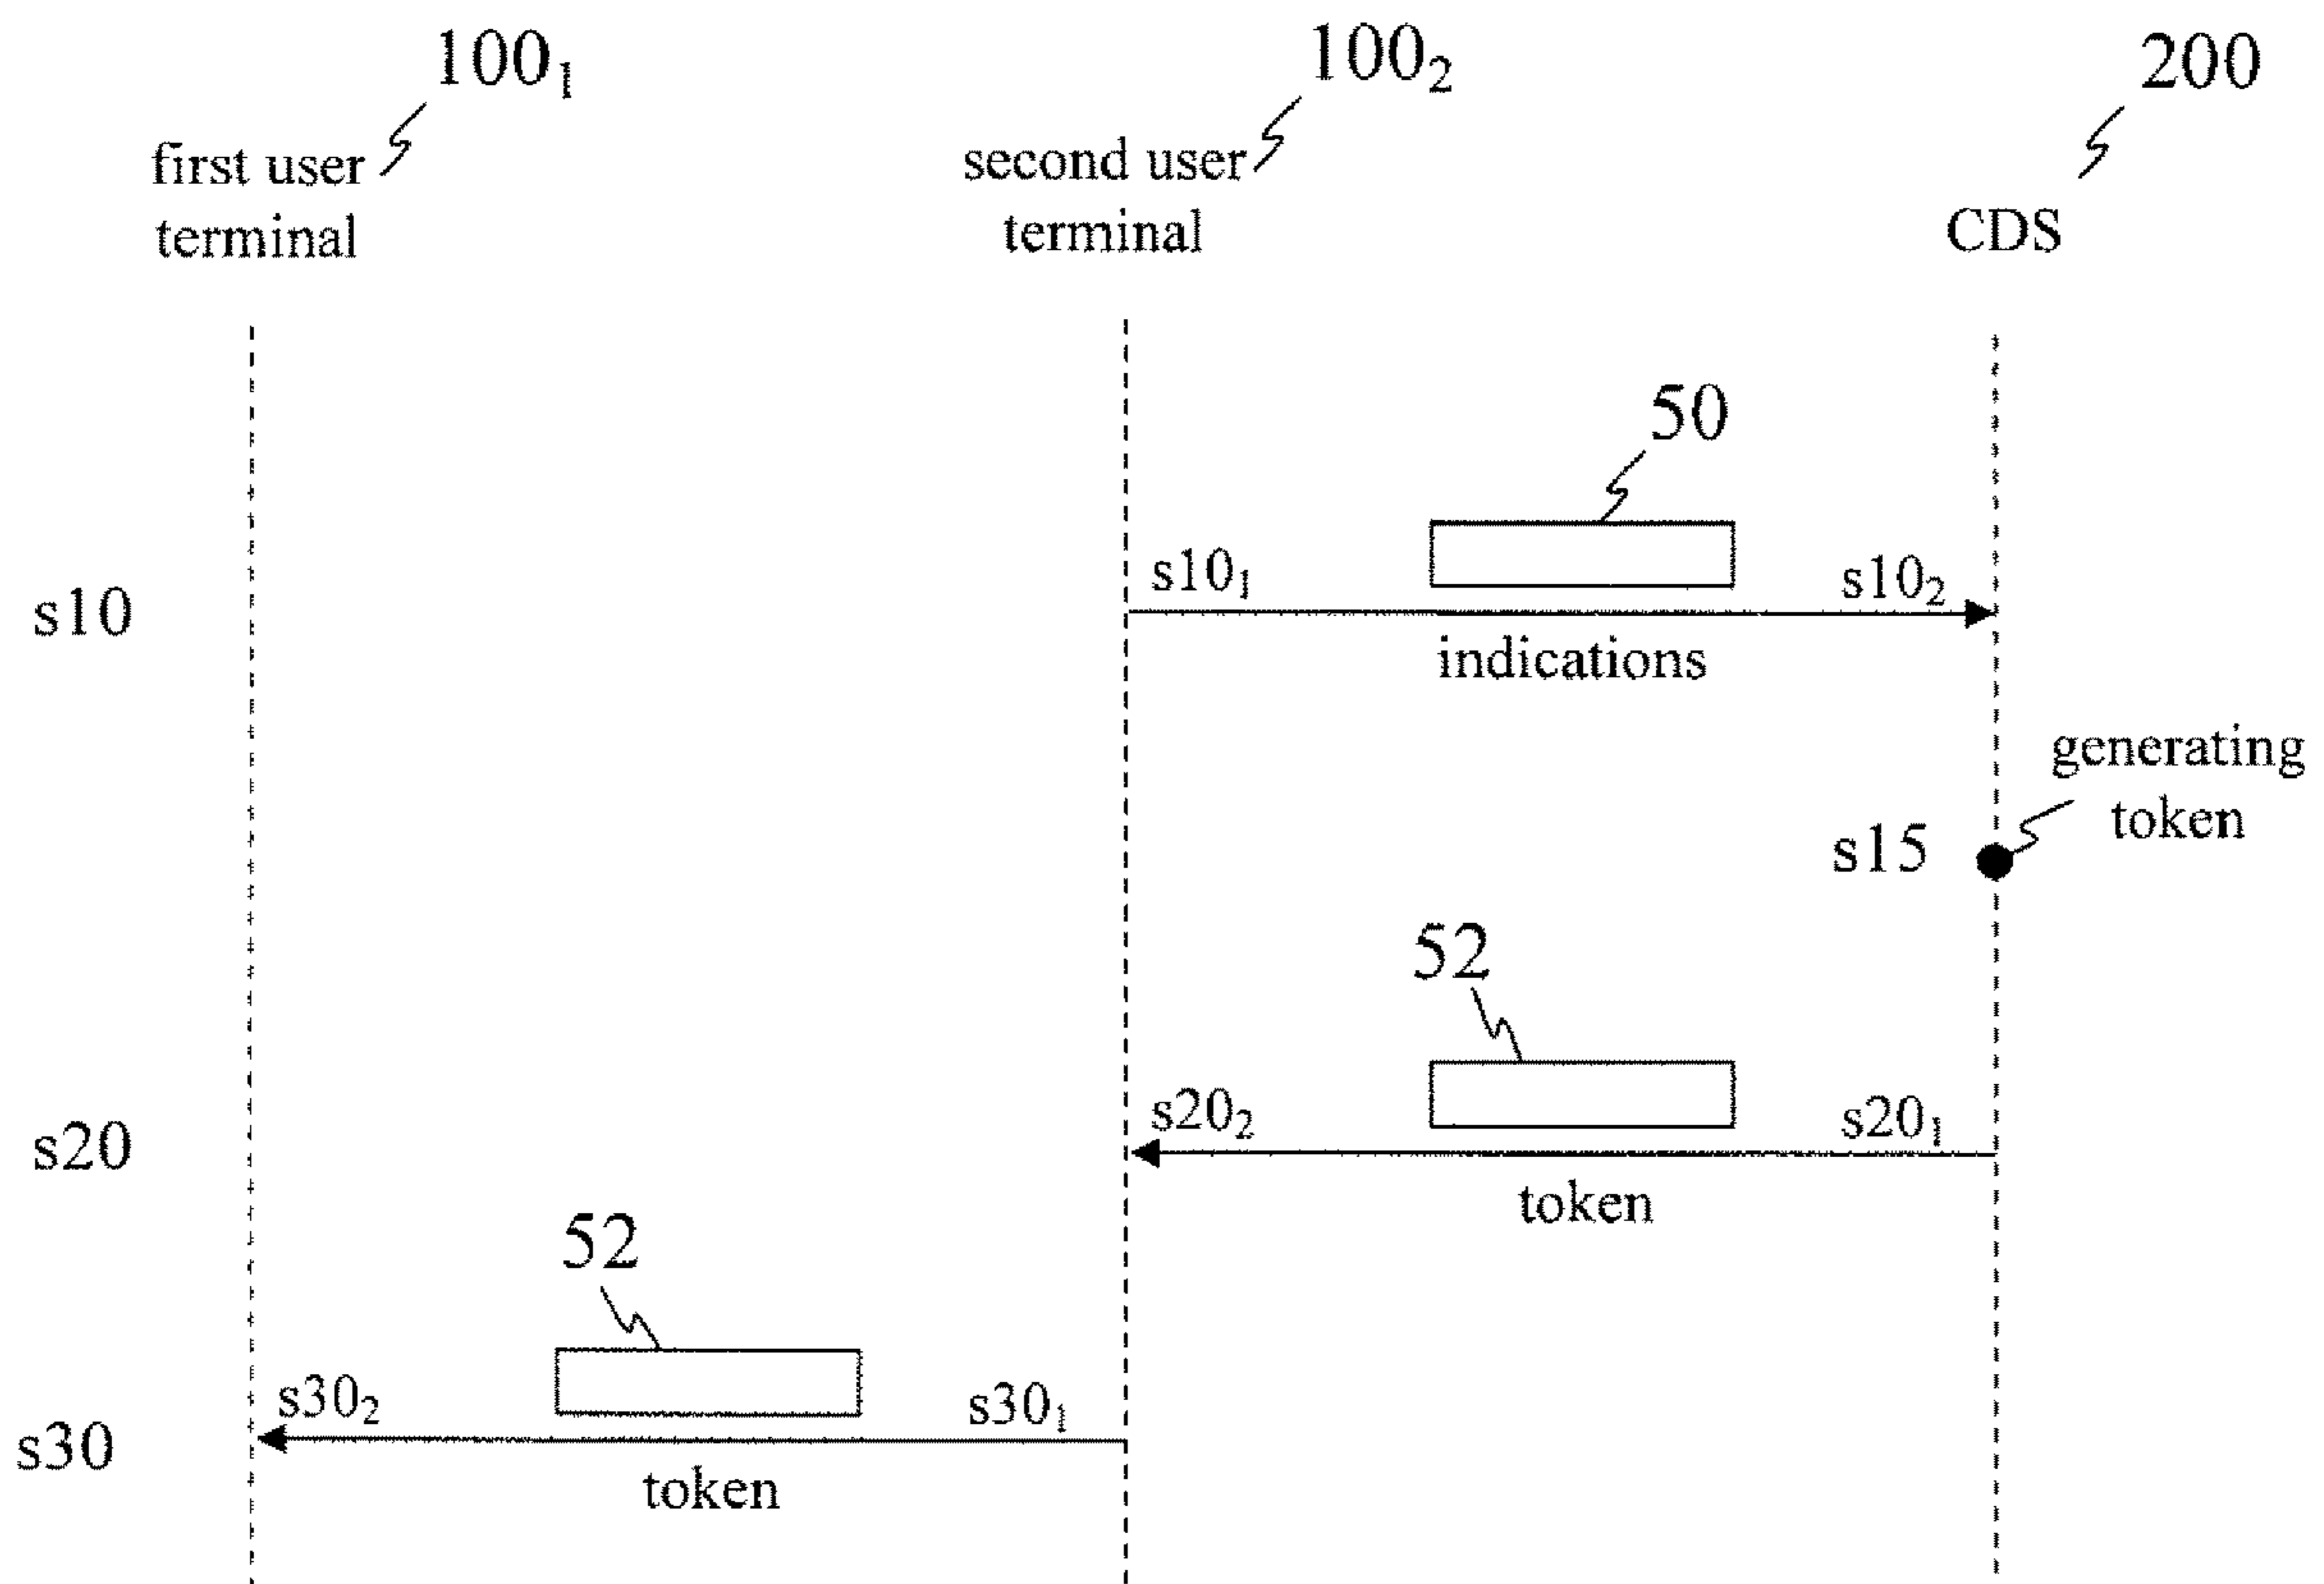 100₁
100₂
200
first user
terminal
second user
terminal
CDS
50
s10
s10₁
s10₂
indications
generating
token
s15
52
s20
s20₂
s20₁
token
52
s30
s30₂
s30₁
token